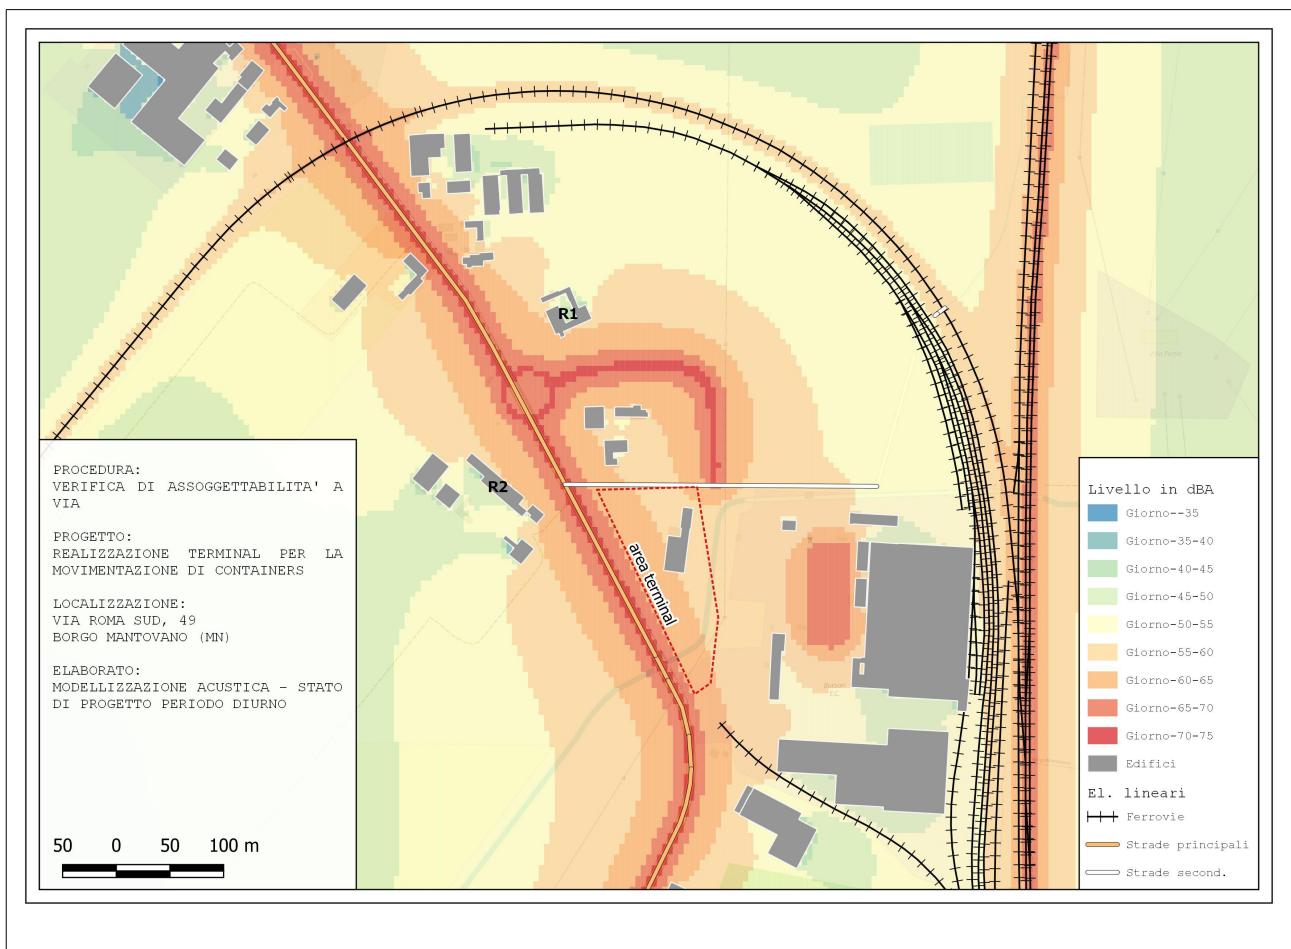 R1
R2
area terminal
PROCEDURA:
VERIFICA DI ASSOGGETTABILITA' A
VIA
PROGETTO:
REALIZZAZIONE TERMINAL PER LA
MOVIMENTAZIONE DI CONTAINERS
LOCALIZZAZIONE:
VIA ROMA SUD, 49
BORGO MANTOVANO (MN)
ELABORATO:
MODELLIZZAZIONE ACUSTICA - STATO
DI PROGETTO PERIODO DIURNO
50 0 50 100 m
Livello in dBA
Giorno--35
Giorno-35-40
Giorno-40-45
Giorno-45-50
Giorno-50-55
Giorno-55-60
Giorno-60-65
Giorno-65-70
Giorno-70-75
Edifici
El. lineari
Ferrovie
Strade principali
Strade second.